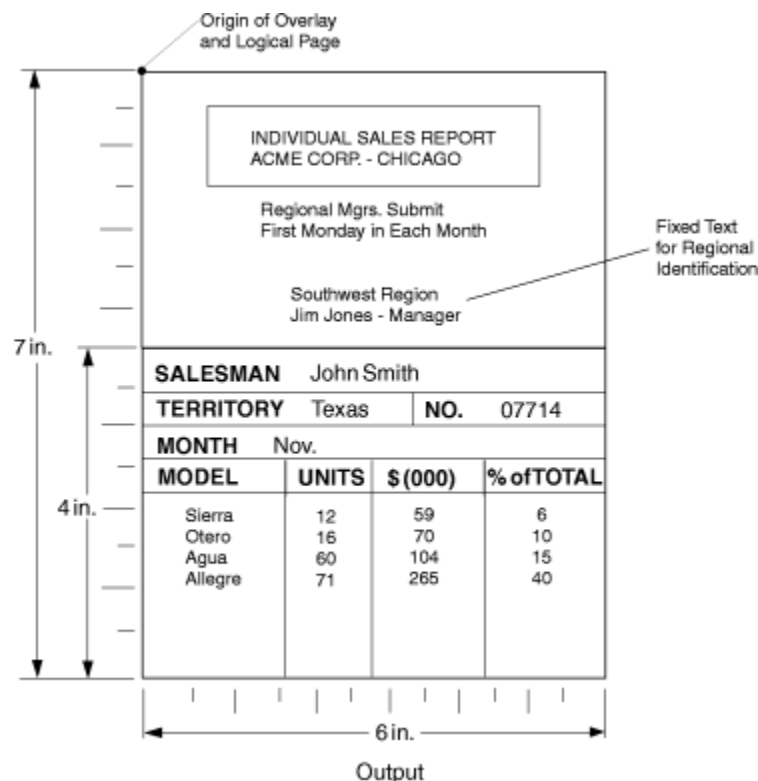 Origin of Overlay
and Logical Page
INDIVIDUAL SALES REPORT
ACME CORP. - CHICAGO
Regional Mgrs. Submit
First Monday in Each Month
Fixed Text
for Regional
Identification
Southwest Region
Jim Jones - Manager
7 in.
SALESMAN John Smith
TERRITORY Texas NO. 07714
MONTH Nov.
MODEL UNITS $ (000) % of TOTAL
4 in.
Sierra 12 59 6
Otero 16 70 10
Agua 60 104 15
Allegre 71 265 40
6 in.
Output